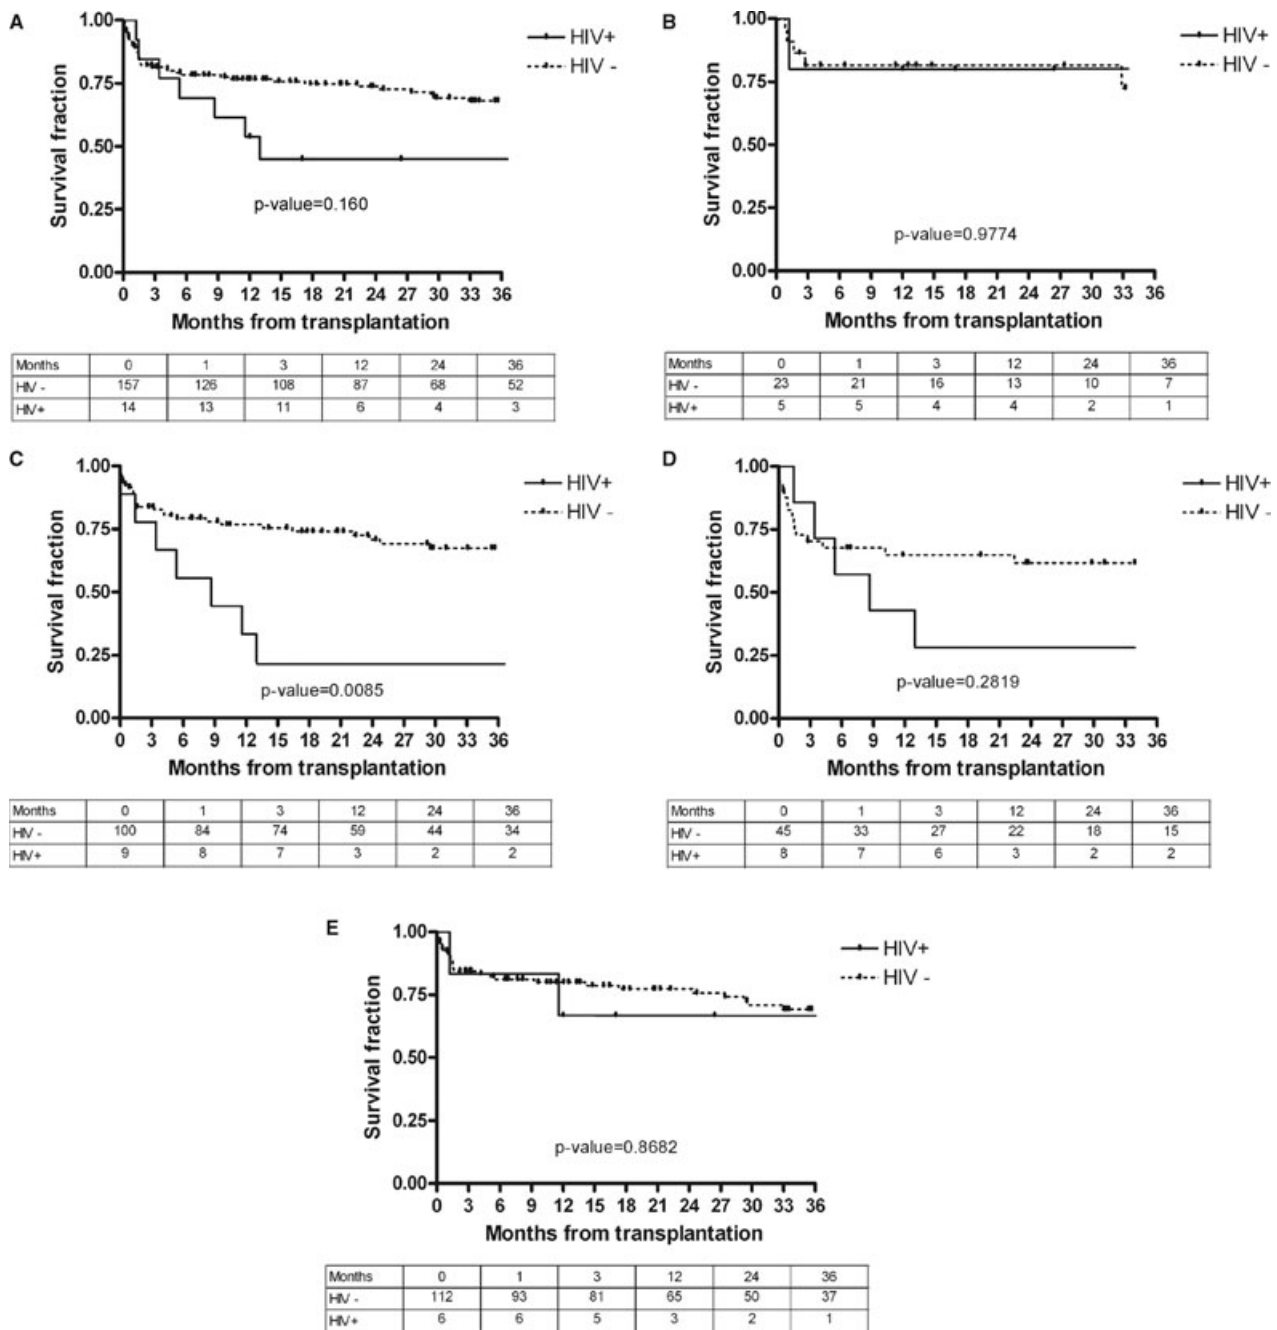 A
1.00
0.75
0.50
0.25
0.00
Survival fraction
HIV+
HIV -
p-value=0.160
0 3 6 9 12 15 18 21 24 27 30 33 36
Months from transplantation
Months 0 1 3 12 24 36
HIV - 157 126 108 87 68 52
HIV+ 14 13 11 6 4 3
B
1.00
0.75
0.50
0.25
0.00
Survival fraction
HIV+
HIV -
p-value=0.9774
0 3 6 9 12 15 18 21 24 27 30 33 36
Months from transplantation
Months 0 1 3 12 24 36
HIV - 23 21 16 13 10 7
HIV+ 5 5 4 4 2 1
C
1.00
0.75
0.50
0.25
0.00
Survival fraction
HIV+
HIV -
p-value=0.0085
0 3 6 9 12 15 18 21 24 27 30 33 36
Months from transplantation
Months 0 1 3 12 24 36
HIV - 100 84 74 59 44 34
HIV+ 9 8 7 3 2 2
D
1.00
0.75
0.50
0.25
0.00
Survival fraction
HIV+
HIV -
p-value=0.2819
0 3 6 9 12 15 18 21 24 27 30 33 36
Months from transplantation
Months 0 1 3 12 24 36
HIV - 45 33 27 22 18 15
HIV+ 8 7 6 3 2 2
E
1.00
0.75
0.50
0.25
0.00
Survival fraction
HIV+
HIV -
p-value=0.8682
0 3 6 9 12 15 18 21 24 27 30 33 36
Months from transplantation
Months 0 1 3 12 24 36
HIV - 112 93 81 65 50 37
HIV+ 6 6 5 3 2 1